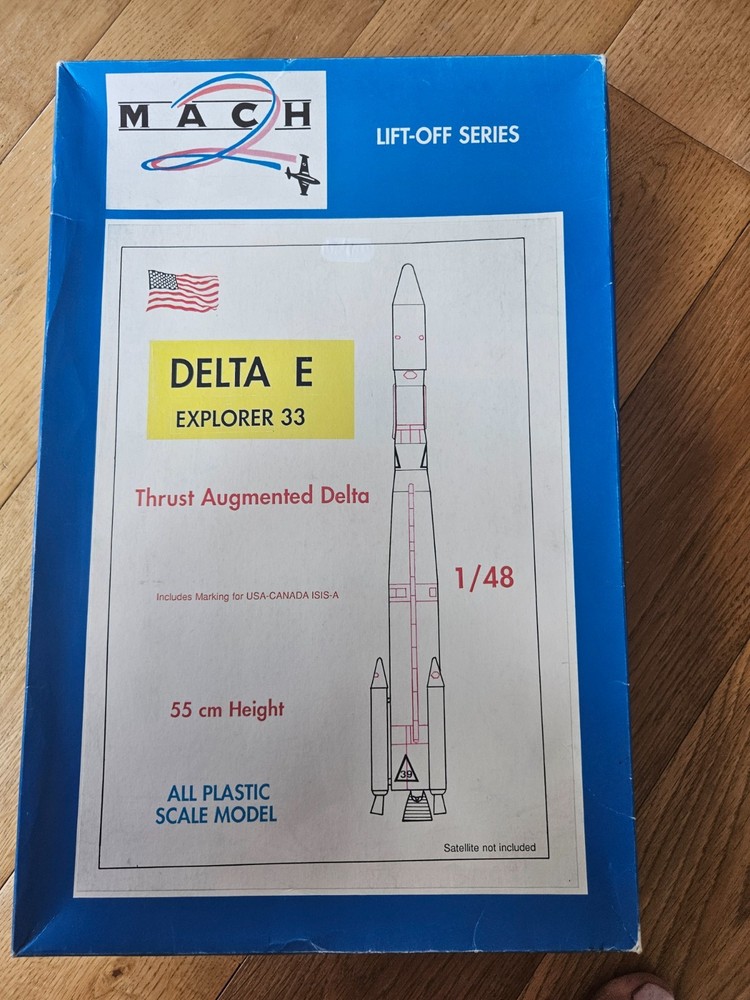 MACH 2
LIFT-OFF SERIES
DELTA E
EXPLORER 33
Thrust Augmented Delta
1/48
Includes Marking for USA-CANADA ISIS-A
55 cm Height
39
ALL PLASTIC
SCALE MODEL
Satellite not included